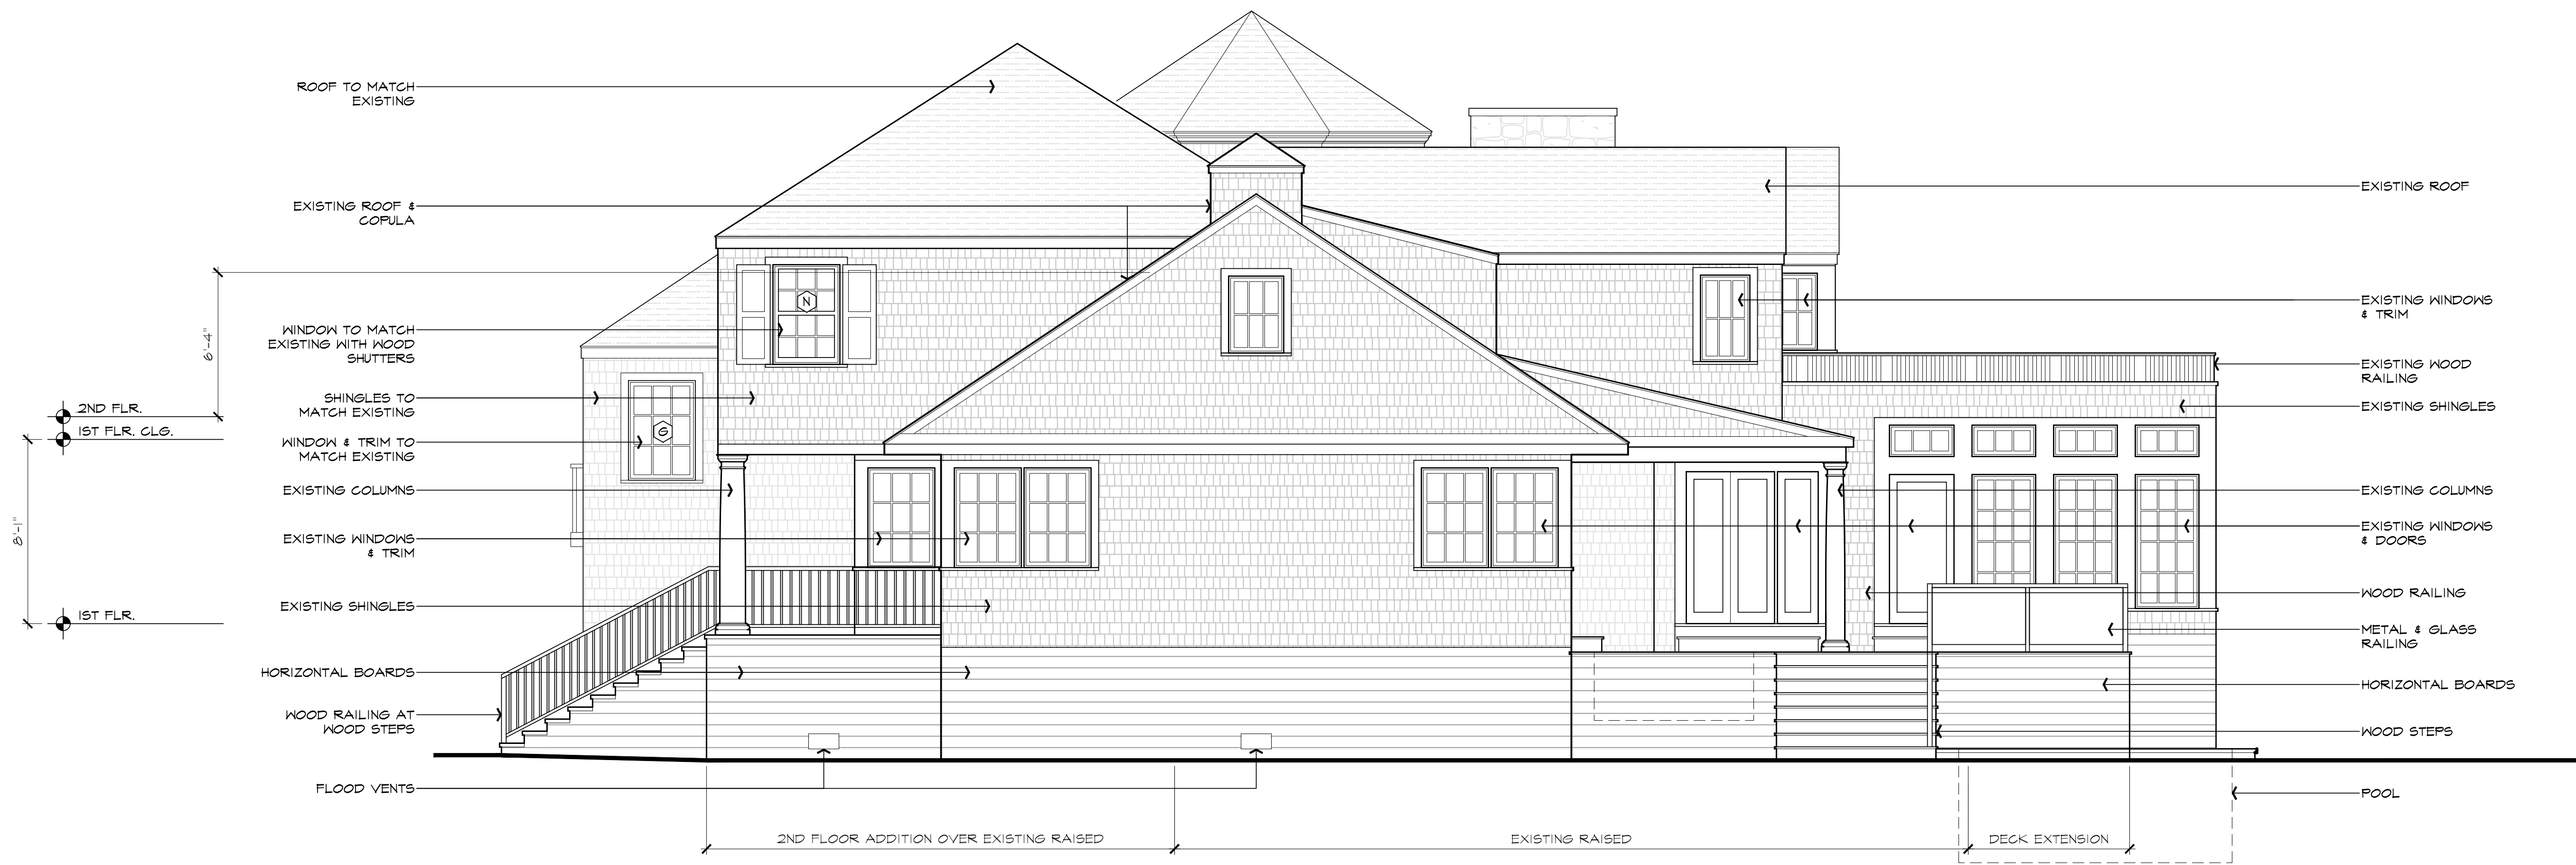 ROOF TO MATCH
EXISTING
EXISTING ROOF &
COPULA
6'-4"
WINDOW TO MATCH
EXISTING WITH WOOD
SHUTTERS
N
SHINGLES TO
MATCH EXISTING
2ND FLR.
1ST FLR. CLG.
WINDOW & TRIM TO
MATCH EXISTING
G
EXISTING COLUMNS
8'-1"
EXISTING WINDOWS
& TRIM
EXISTING SHINGLES
1ST FLR.
HORIZONTAL BOARDS
WOOD RAILING AT
WOOD STEPS
FLOOD VENTS
EXISTING ROOF
EXISTING WINDOWS
& TRIM
EXISTING WOOD
RAILING
EXISTING SHINGLES
EXISTING COLUMNS
EXISTING WINDOWS
& DOORS
WOOD RAILING
METAL & GLASS
RAILING
HORIZONTAL BOARDS
WOOD STEPS
POOL
2ND FLOOR ADDITION OVER EXISTING RAISED
EXISTING RAISED
DECK EXTENSION